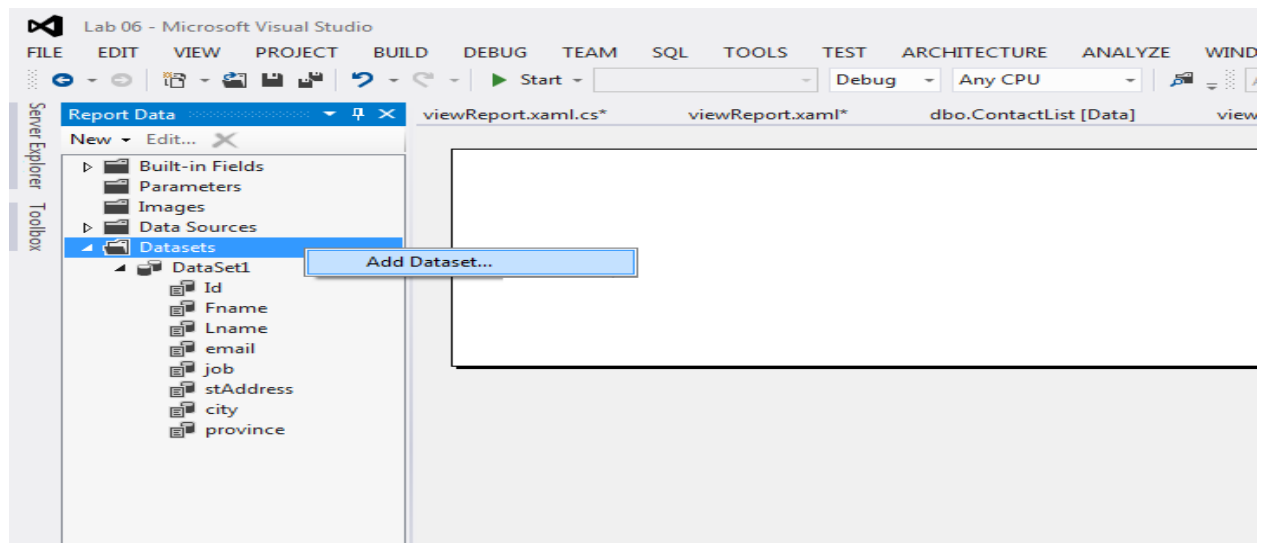 Lab 06 - Microsoft Visual Studio
FILE EDIT VIEW PROJECT BUILD DEBUG TEAM SQL TOOLS TEST ARCHITECTURE ANALYZE WIND
Start Debug Any CPU
Server Explorer
Toolbox
Report Data
viewReport.xaml.cs* viewReport.xaml* dbo.ContactList [Data] view
New Edit...
Built-in Fields
Parameters
Images
Data Sources
Datasets
Add Dataset...
DataSet1
Id
Fname
Lname
email
job
stAddress
city
province